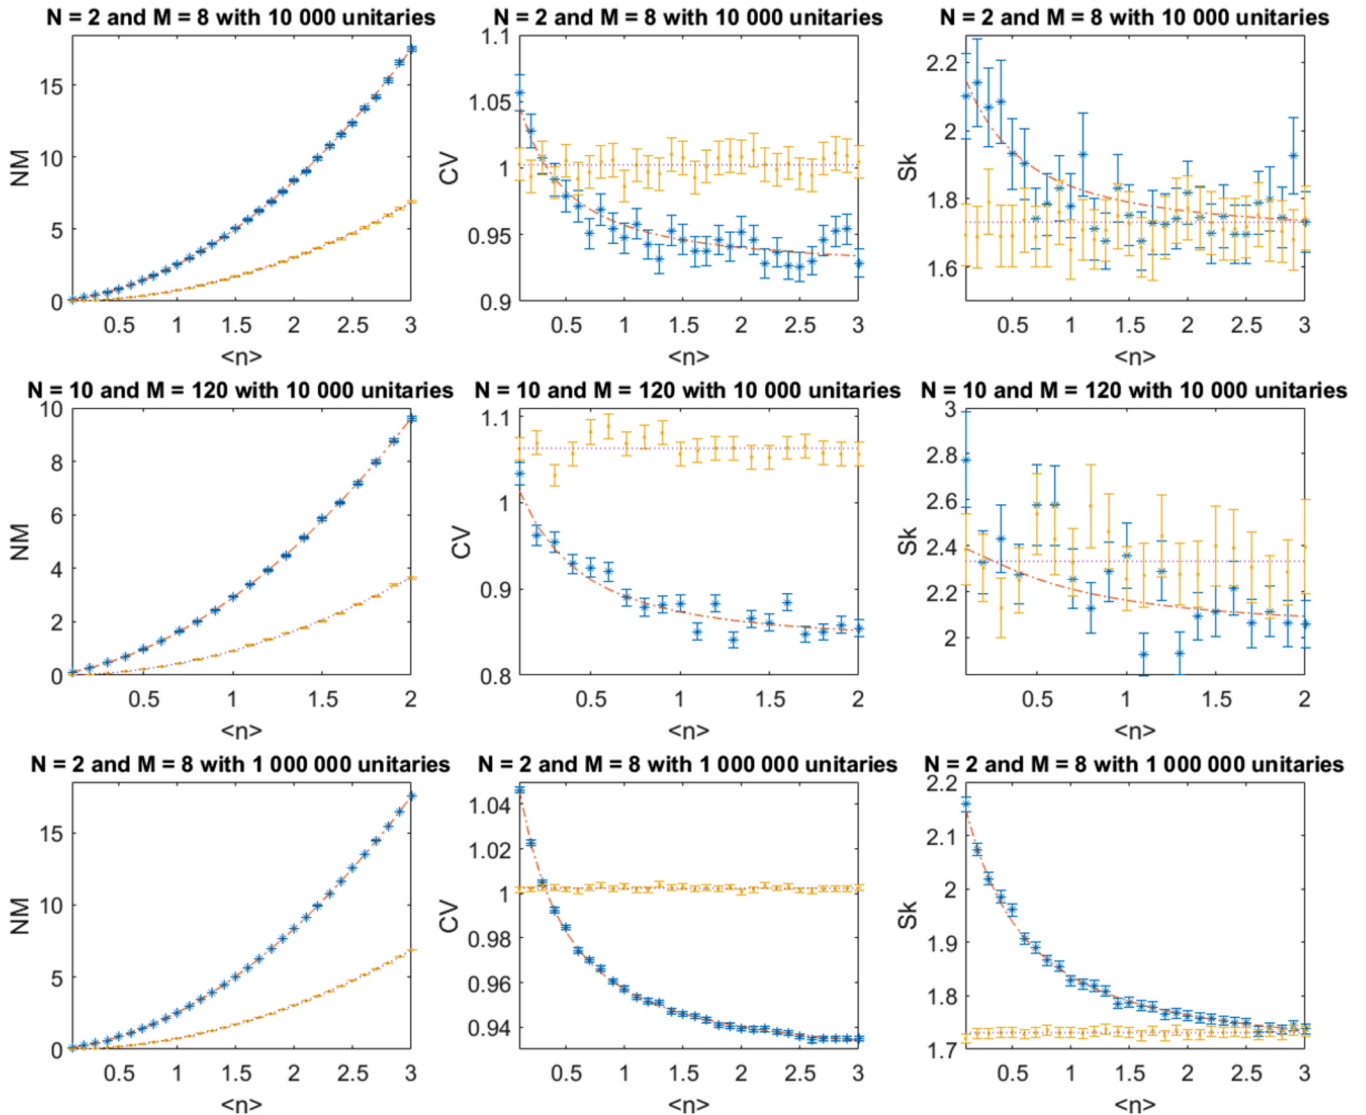 N = 2 and M = 8 with 10 000 unitaries
NM
15
10
5
0
0.5 1 1.5 2 2.5 3
<n>
N = 2 and M = 8 with 10 000 unitaries
CV
1.1
1.05
1
0.95
0.9
0.5 1 1.5 2 2.5 3
<n>
N = 2 and M = 8 with 10 000 unitaries
Sk
2.2
2
1.8
1.6
0.5 1 1.5 2 2.5 3
<n>
N = 10 and M = 120 with 10 000 unitaries
NM
10
8
6
4
2
0
0.5 1 1.5 2
<n>
N = 10 and M = 120 with 10 000 unitaries
CV
1.1
1
0.9
0.8
0.5 1 1.5 2
<n>
N = 10 and M = 120 with 10 000 unitaries
Sk
3
2.8
2.6
2.4
2.2
2
0.5 1 1.5 2
<n>
N = 2 and M = 8 with 1 000 000 unitaries
NM
15
10
5
0
0.5 1 1.5 2 2.5 3
<n>
N = 2 and M = 8 with 1 000 000 unitaries
CV
1.04
1.02
1
0.98
0.96
0.94
0.5 1 1.5 2 2.5 3
<n>
N = 2 and M = 8 with 1 000 000 unitaries
Sk
2.2
2.1
2
1.9
1.8
1.7
0.5 1 1.5 2 2.5 3
<n>